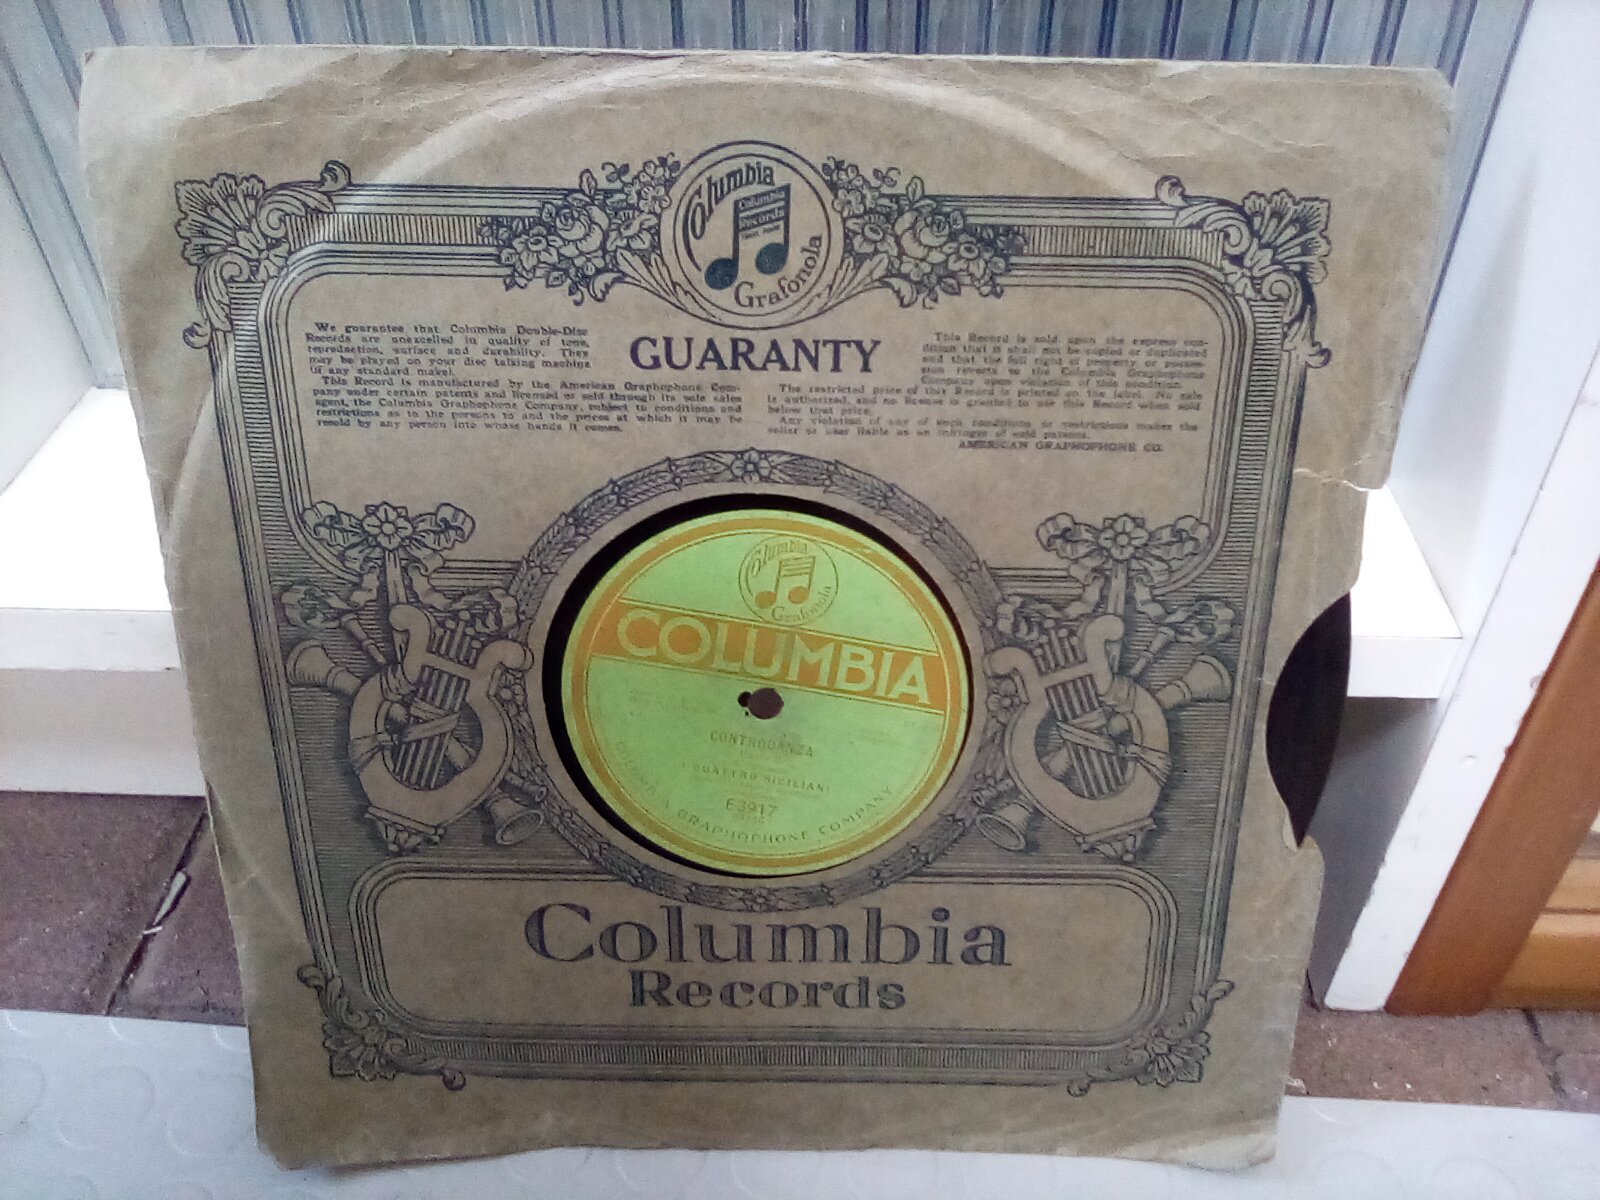 Columbia
Columbia
Records
Grafonola
GUARANTY
We guarantee that Columbia Double-Disc
Records are unexcelled in quality of tone,
reproduction, surface and durability. They
may be played on your disc talking machine
(if any standard make).
This Record is manufactured by the American Graphophone Com-
pany under certain patents and licensed or sold through its sole sales
agent, the Columbia Graphophone Company, subject to conditions and
restrictions as to the persons to and the prices at which it may be
resold by any person into whose hands it comes.
This Record is sold upon the express con-
dition that it shall not be copied or duplicated
and that the full right of property or posses-
sion reverts to the Columbia Graphophone
Company upon violation of this condition.
The restricted price of this Record is printed on the label. No sale
is authorized, and no license is granted to use this Record when sold
below that price.
Any violation of any of such conditions or restrictions makes the
seller or user liable as an infringer of said patents.
AMERICAN GRAPHOPHONE CO.
Columbia
Grafonola
COLUMBIA
CONTRODANZA
I QUATTRO SICILIANI
E3917
COLUMBIA GRAPHOPHONE COMPANY
Columbia
Records